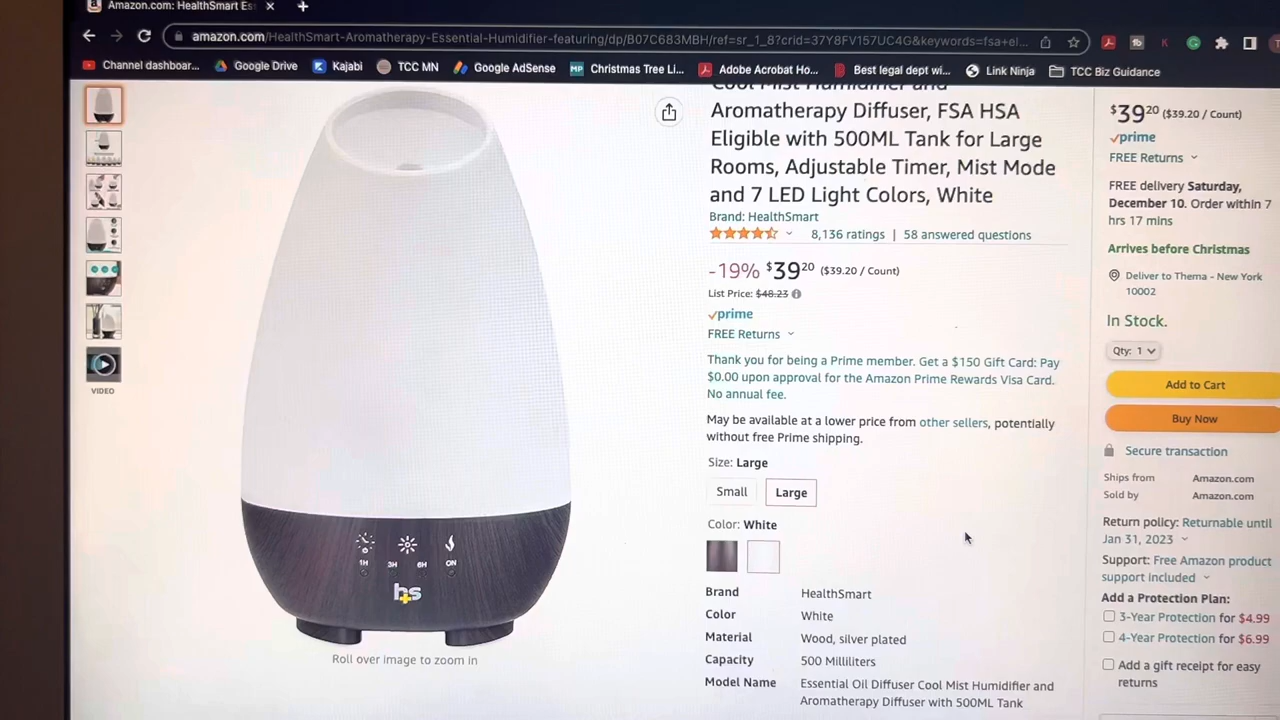 Amazon.com: HealthSmart Es
amazon.com/HealthSmart-Aromatherapy-Essential-Humidifier-featuring/dp/B07C683MBH/ref=sr_1_8?crid=37Y8FV157UC4G&keywords=fsa+el...
Channel dashboar...
Google Drive
Kajabi
TCC MN
Google AdSense
MP Christmas Tree Li...
Adobe Acrobat Ho...
Best legal dept wi...
Link Ninja
TCC Biz Guidance
Cool Mist Humidifier and
Aromatherapy Diffuser, FSA HSA
Eligible with 500ML Tank for Large
Rooms, Adjustable Timer, Mist Mode
and 7 LED Light Colors, White
Brand: HealthSmart
8,136 ratings | 58 answered questions
-19% $39 20 ($39.20 / Count)
List Price: $48.23
prime
FREE Returns
Thank you for being a Prime member. Get a $150 Gift Card: Pay
$0.00 upon approval for the Amazon Prime Rewards Visa Card.
No annual fee.
May be available at a lower price from other sellers, potentially
without free Prime shipping.
Size: Large
Small
Large
Color: White
Brand HealthSmart
Color White
Material Wood, silver plated
Capacity 500 Milliliters
Model Name Essential Oil Diffuser Cool Mist Humidifier and
Aromatherapy Diffuser with 500ML Tank
VIDEO
1H 3H 6H ON
hs
Roll over image to zoom in
$39 20 ($39.20 / Count)
prime
FREE Returns
FREE delivery Saturday,
December 10. Order within 7
hrs 17 mins
Arrives before Christmas
Deliver to Thema - New York
10002
In Stock.
Qty: 1
Add to Cart
Buy Now
Secure transaction
Ships from Amazon.com
Sold by Amazon.com
Return policy: Returnable until
Jan 31, 2023
Support: Free Amazon product
support included
Add a Protection Plan:
3-Year Protection for $4.99
4-Year Protection for $6.99
Add a gift receipt for easy
returns